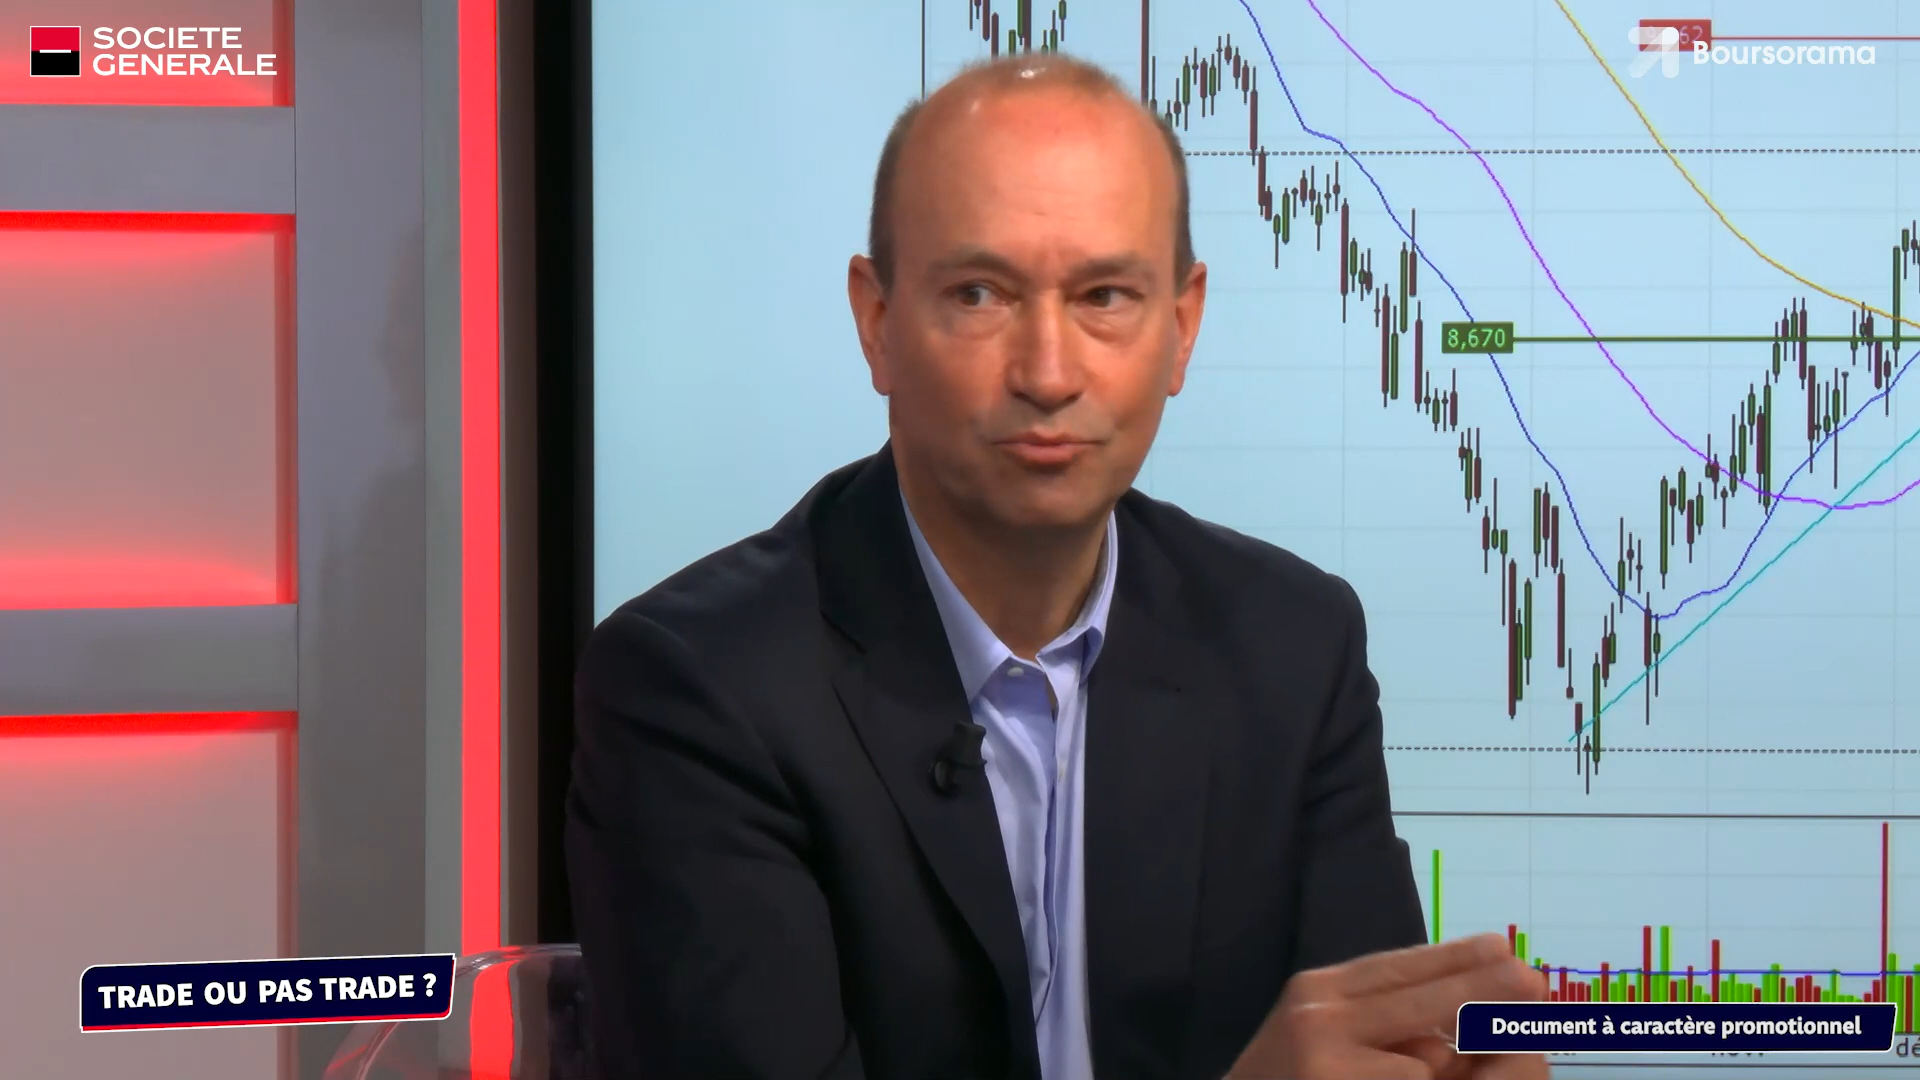 SOCIETE
GENERALE
Boursorama
8,670
TRADE OU PAS TRADE ?
Document à caractère promotionnel